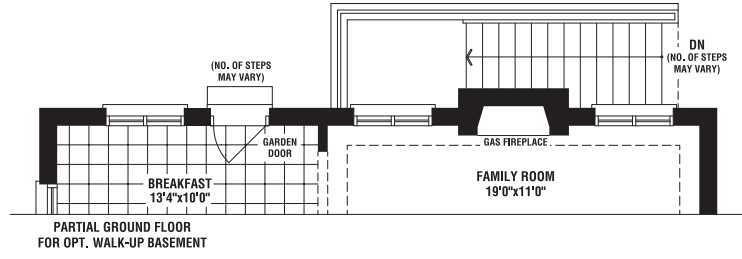 DN
(NO. OF STEPS
MAY VARY)
(NO. OF STEPS
MAY VARY)
GARDEN
DOOR
GAS FIREPLACE
BREAKFAST
13'4"x10'0"
FAMILY ROOM
19'0"x11'0"
PARTIAL GROUND FLOOR
FOR OPT. WALK-UP BASEMENT